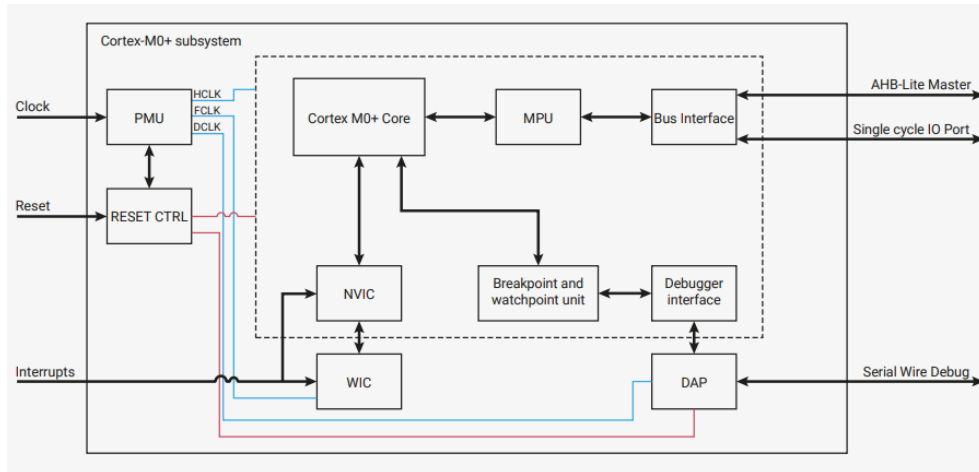 Cortex-M0+ subsystem
Clock
PMU
HCLK
FCLK
DCLK
Cortex M0+ Core
MPU
Bus Interface
AHB-Lite Master
Single cycle IO Port
Reset
RESET CTRL
NVIC
Breakpoint and
watchpoint unit
Debugger
interface
Interrupts
WIC
DAP
Serial Wire Debug